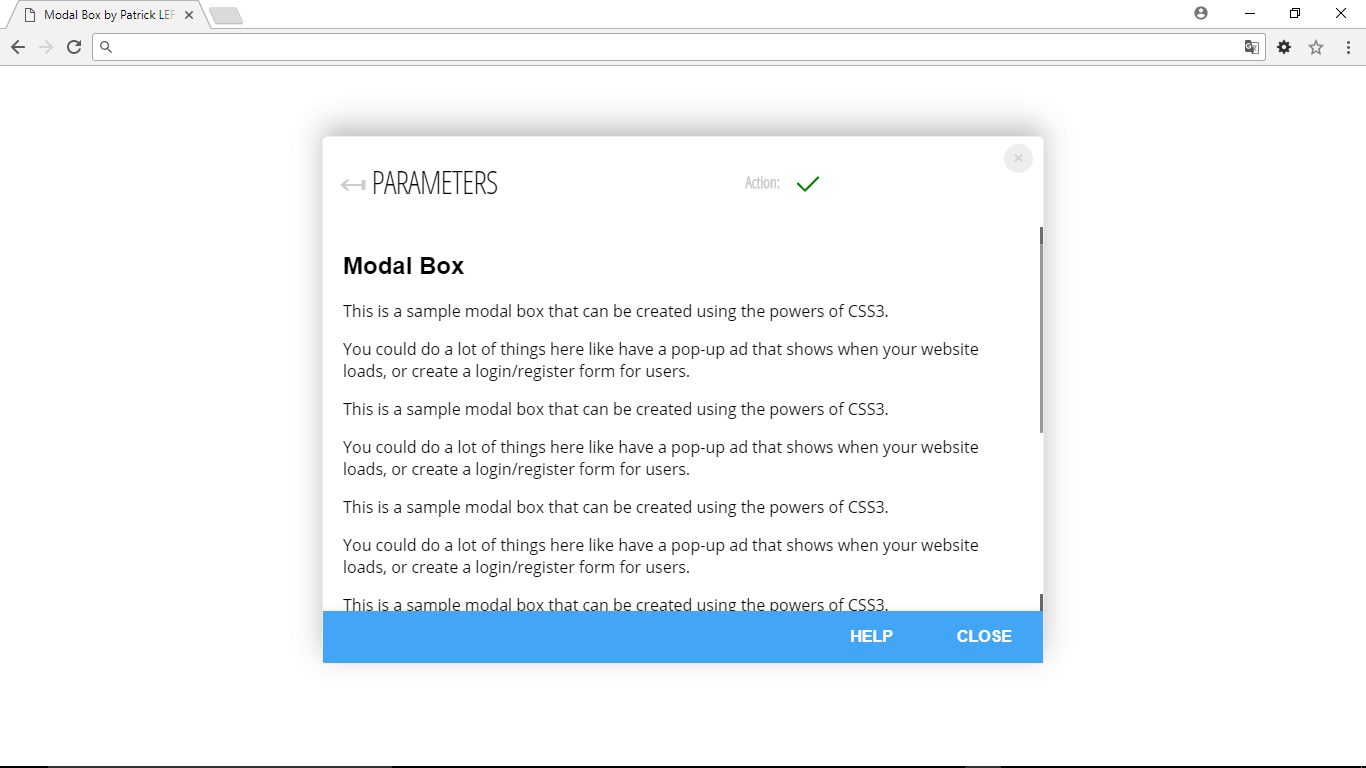 Modal Box by Patrick LEF
PARAMETERS
Action:
Modal Box
This is a sample modal box that can be created using the powers of CSS3.
You could do a lot of things here like have a pop-up ad that shows when your website
loads, or create a login/register form for users.
This is a sample modal box that can be created using the powers of CSS3.
You could do a lot of things here like have a pop-up ad that shows when your website
loads, or create a login/register form for users.
This is a sample modal box that can be created using the powers of CSS3.
You could do a lot of things here like have a pop-up ad that shows when your website
loads, or create a login/register form for users.
This is a sample modal box that can be created using the powers of CSS3.
HELP CLOSE